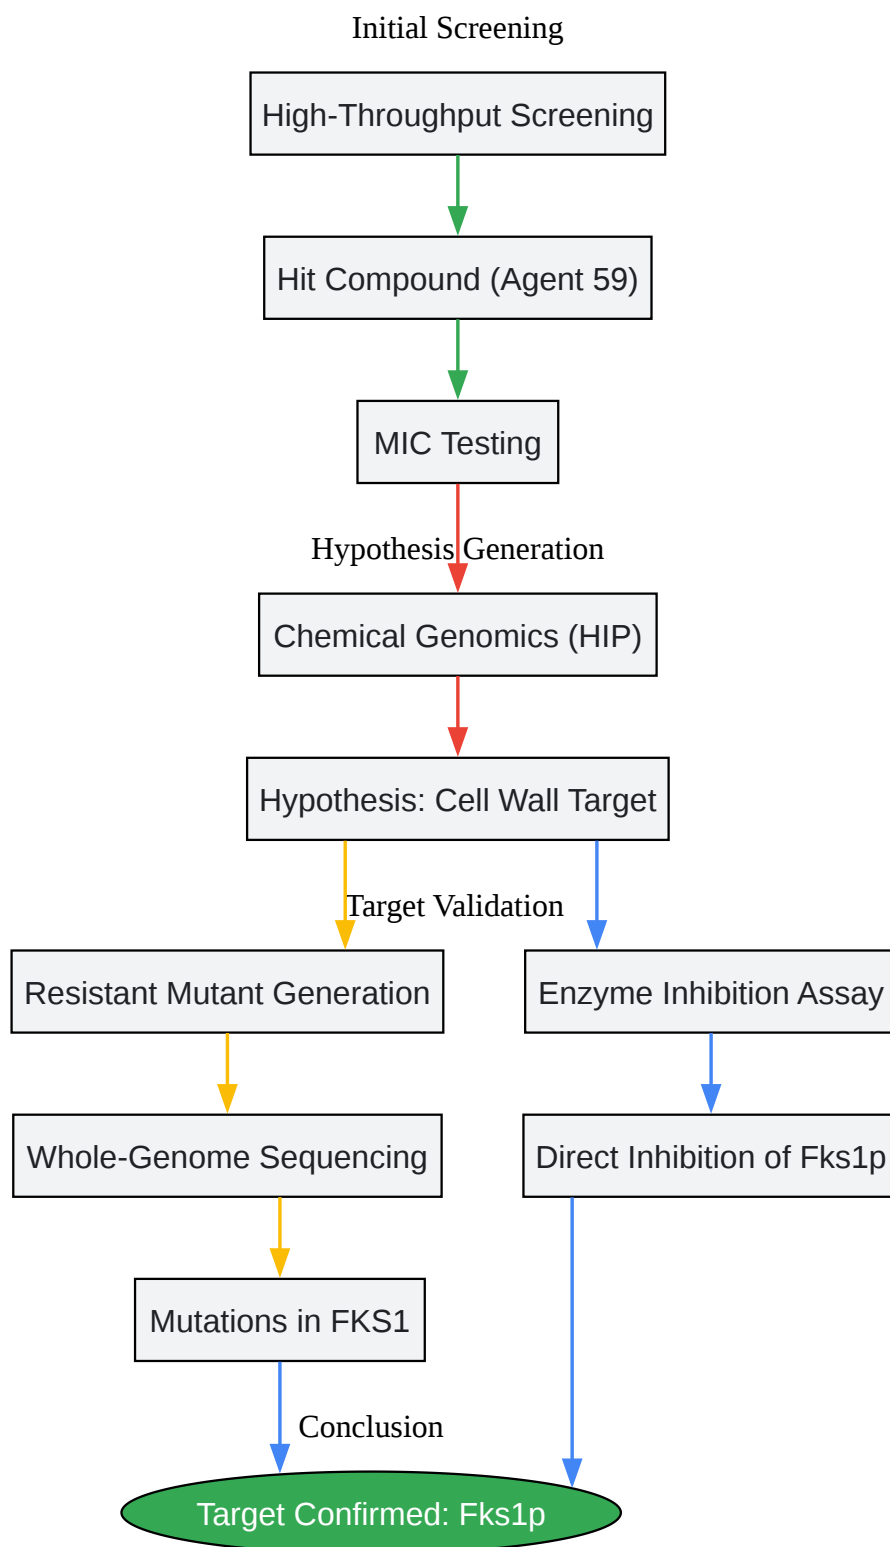 Initial Screening
High-Throughput Screening
Hit Compound (Agent 59)
MIC Testing
Hypothesis Generation
Chemical Genomics (HIP)
Hypothesis: Cell Wall Target
Target Validation
Resistant Mutant Generation
Enzyme Inhibition Assay
Whole-Genome Sequencing
Direct Inhibition of Fks1p
Mutations in FKS1
Conclusion
Target Confirmed: Fks1p